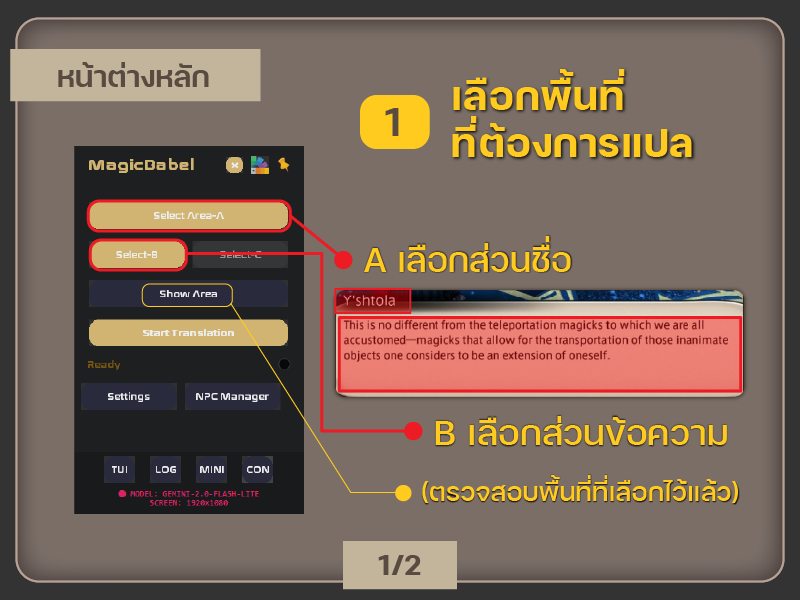 หน้าต่างหลัก
1
เลือกพื้นที่
ที่ต้องการแปล
MagicBabel
Select Area-A
Select-B
Select-C
Show Area
Start Translation
Ready
Settings
NPC Manager
TUI
LOG
MINI
CON
MODEL: GEMINI-2.0-FLASH-LITE
SCREEN: 1920x1080
A เลือกส่วนชื่อ
Y'shtola
This is no different from the teleportation magicks to which we are all
accustomed—magicks that allow for the transportation of those inanimate
objects one considers to be an extension of oneself.
B เลือกส่วนข้อความ
(ตรวจสอบพื้นที่ที่เลือกไว้แล้ว)
1/2